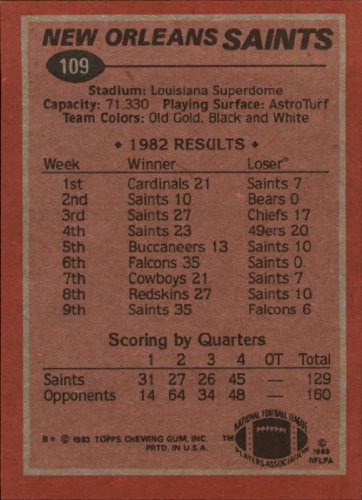 NEW ORLEANS SAINTS
109
Stadium: Louisiana Superdome
Capacity: 71,330 Playing Surface: AstroTurf
Team Colors: Old Gold, Black and White
• 1982 RESULTS •
Week Winner Loser
1st Cardinals 21 Saints 7
2nd Saints 10 Bears 0
3rd Saints 27 Chiefs 17
4th Saints 23 49ers 20
5th Buccaneers 13 Saints 10
6th Falcons 35 Saints 0
7th Cowboys 21 Saints 7
8th Redskins 27 Saints 10
9th Saints 35 Falcons 6
Scoring by Quarters
1 2 3 4 OT Total
Saints 31 27 26 45 — 129
Opponents 14 64 34 48 — 160
B* © 1983 TOPPS CHEWING GUM, INC.
PRTD. IN U.S.A.
TM
NATIONAL FOOTBALL LEAGUE
PLAYERS ASSOCIATION
© 1983
NFLPA